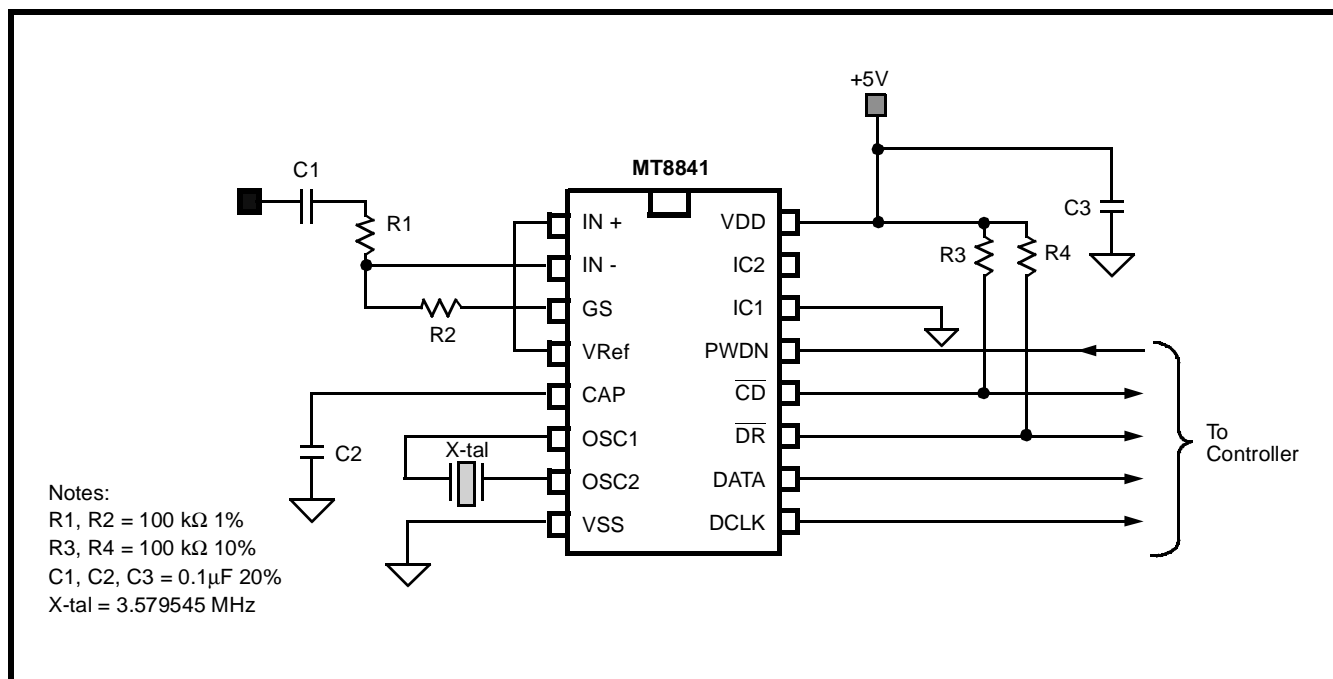 +5V
MT8841
C1
R1
R2
C2
X-tal
IN +
IN -
GS
VRef
CAP
OSC1
OSC2
VSS
VDD
IC2
IC1
PWDN
C̅D̅
D̅R̅
DATA
DCLK
R3
R4
C3
To
Controller
Notes:
R1, R2 = 100 kΩ 1%
R3, R4 = 100 kΩ 10%
C1, C2, C3 = 0.1μF 20%
X-tal = 3.579545 MHz